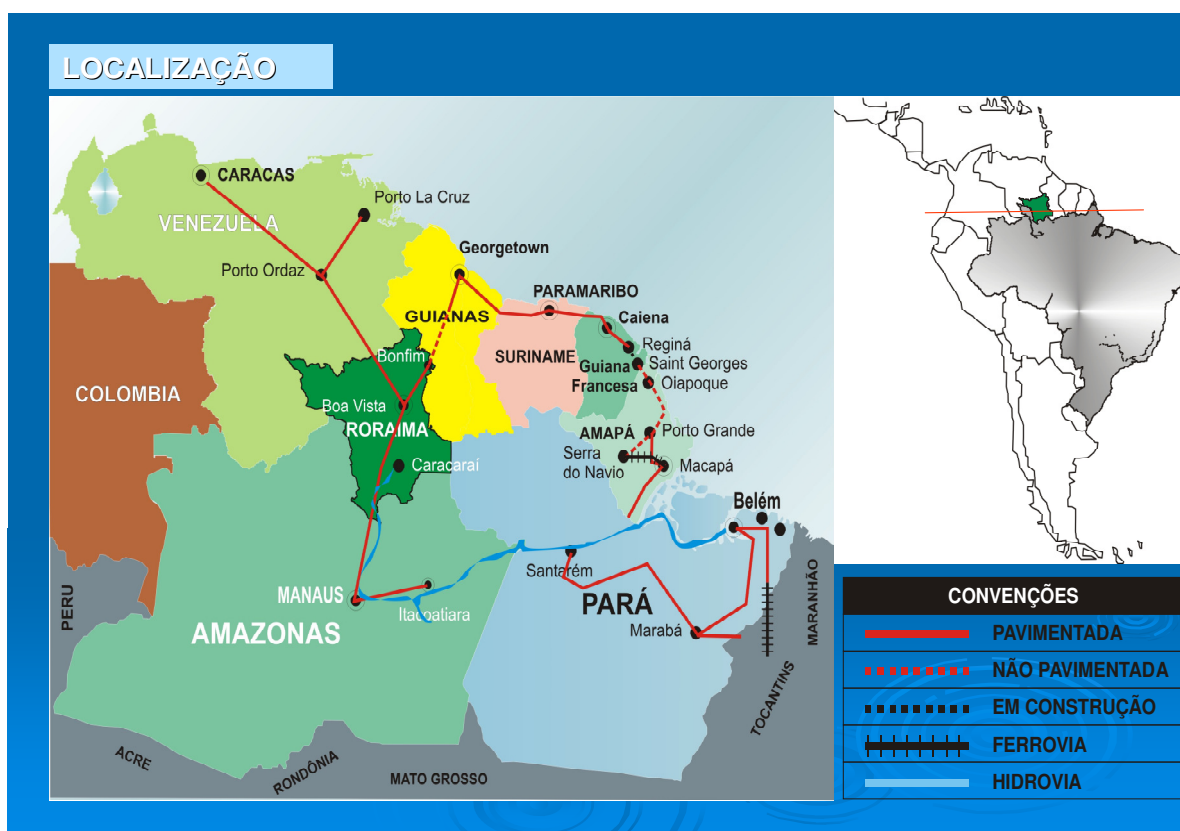 LOCALIZAÇÃO
CARACAS
Porto La Cruz
VENEZUELA
Georgetown
Porto Ordaz
PARAMARIBO
GUIANAS
Caiena
Reginá
Bonfim
SURINAME
Guiana
Francesa
Saint Georges
Oiapoque
COLOMBIA
Boa Vista
RORAIMA
AMAPÁ
Porto Grande
Serra
do Navio
Caracaraí
Macapá
Belém
Santarém
MANAUS
Itacoatiara
PARÁ
AMAZONAS
Marabá
PERU
MARANHÃO
TOCANTINS
ACRE
RONDÔNIA
MATO GROSSO
CONVENÇÕES
PAVIMENTADA
NÃO PAVIMENTADA
EM CONSTRUÇÃO
FERROVIA
HIDROVIA